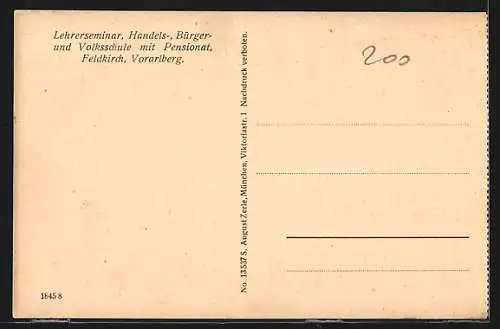 Lehrerseminar, Handels-, Bürger-
und Volksschule mit Pensionat,
Feldkirch, Vorarlberg.
200
No. 13537 S. August Zerle, München, Viktoriastr. 1 Nachdruck verboten.
1845 8